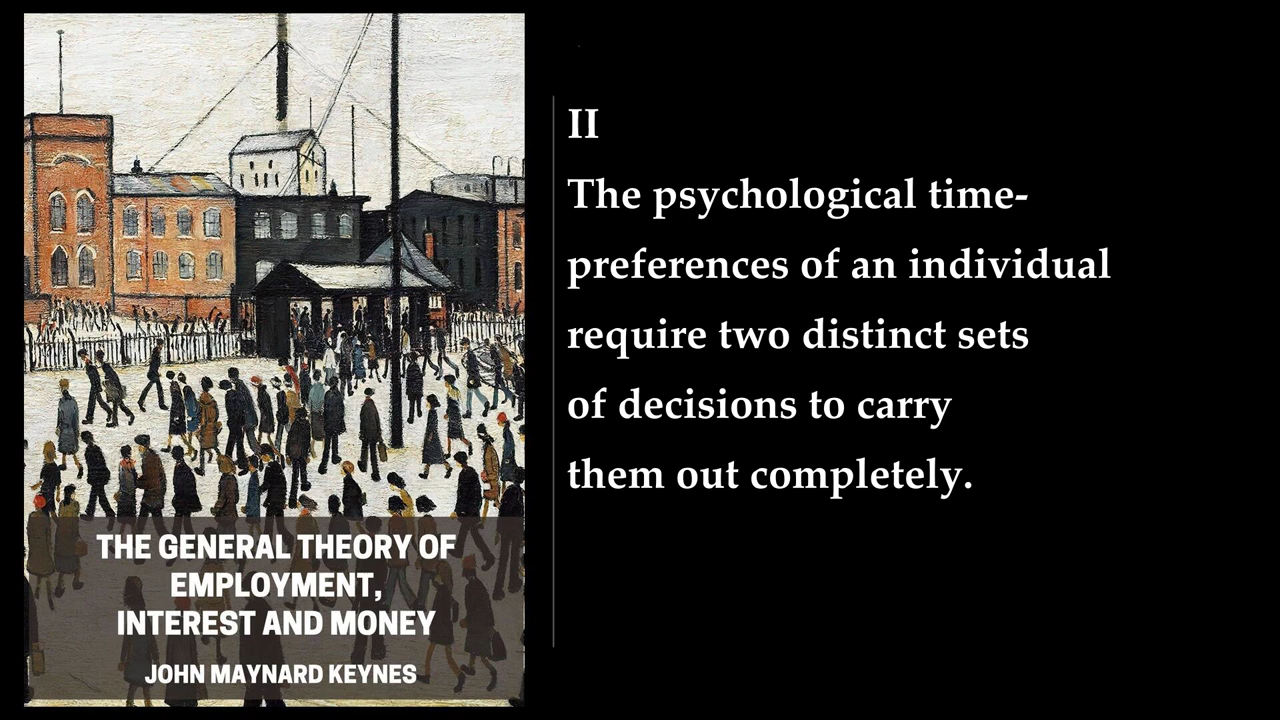 THE GENERAL THEORY OF
EMPLOYMENT,
INTEREST AND MONEY
JOHN MAYNARD KEYNES
II
The psychological time-
preferences of an individual
require two distinct sets
of decisions to carry
them out completely.